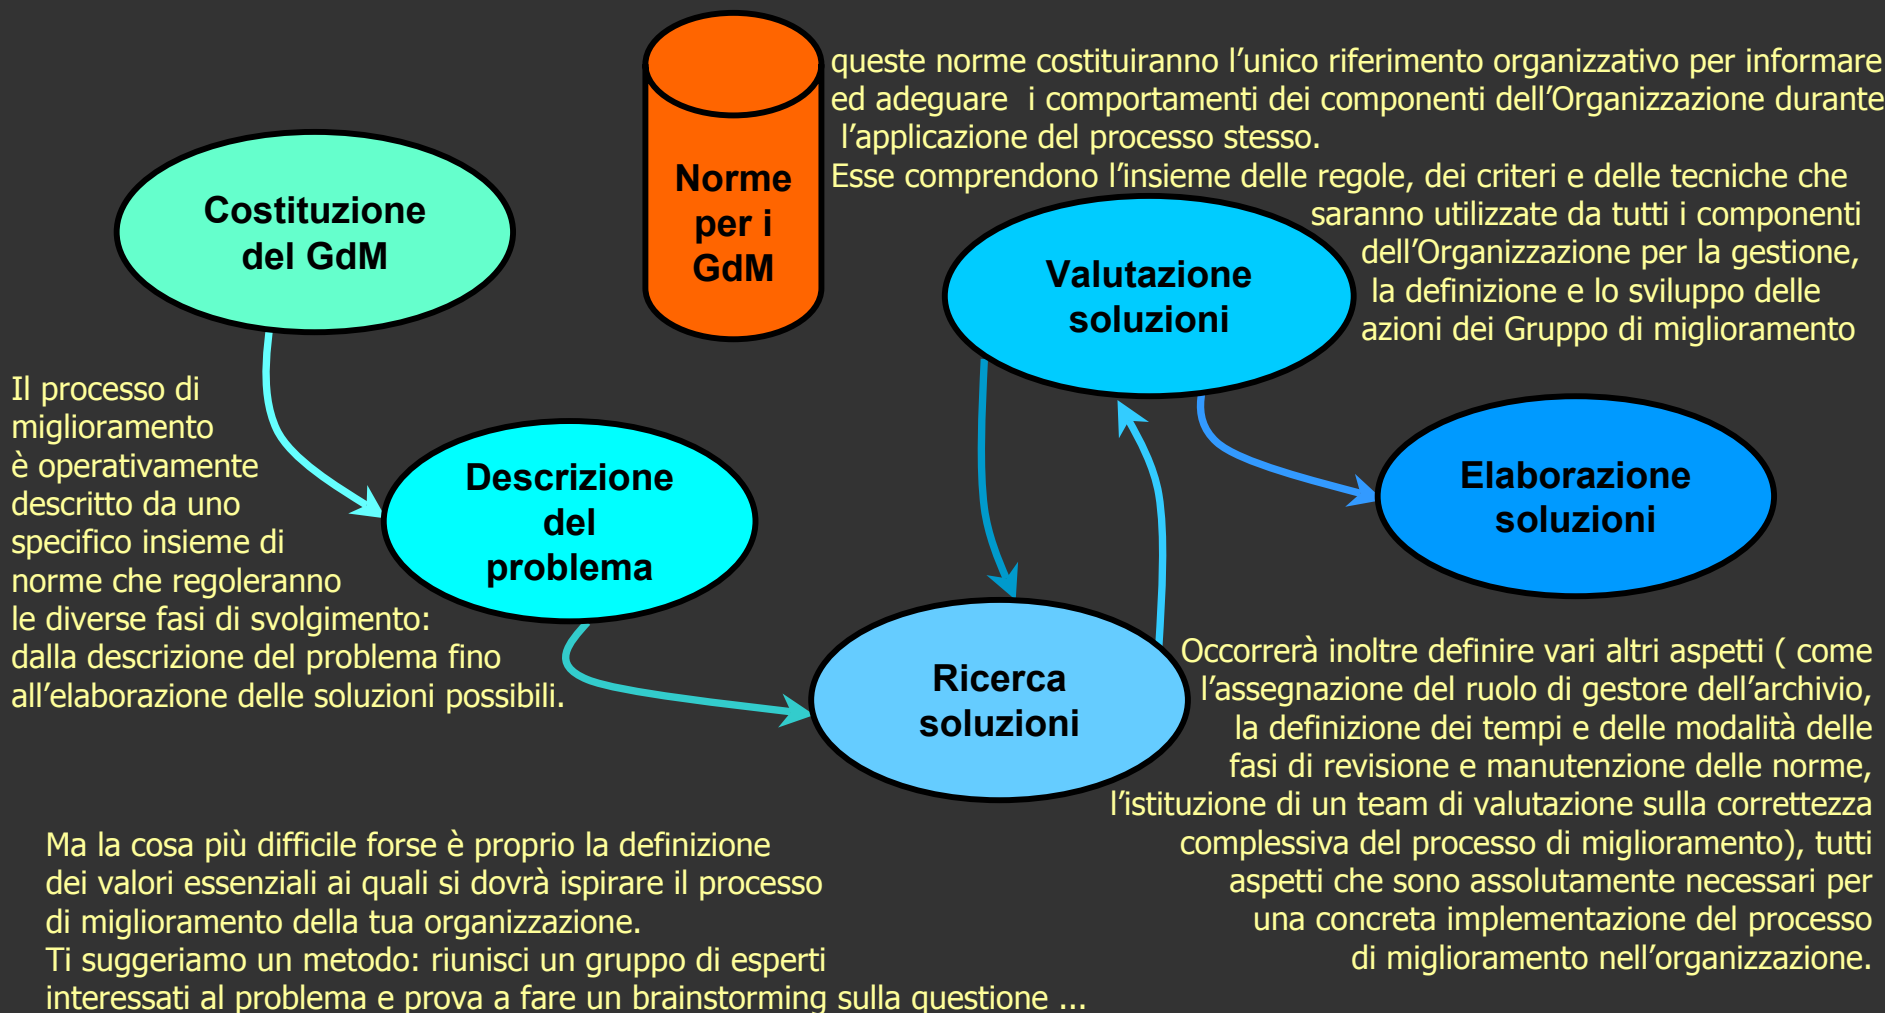 queste norme costituiranno l’unico riferimento organizzativo per informare
ed adeguare  i comportamenti dei componenti dell’Organizzazione durante
l’applicazione del processo stesso.
Esse comprendono l’insieme delle regole, dei criteri e delle tecniche che
saranno utilizzate da tutti i componenti
dell’Organizzazione per la gestione,
la definizione e lo sviluppo delle
azioni dei Gruppo di miglioramento
Norme
per i
GdM
Costituzione
del GdM
Valutazione
soluzioni
Il processo di
miglioramento
è operativamente
descritto da uno
specifico insieme di
norme che regoleranno
le diverse fasi di svolgimento:
dalla descrizione del problema fino
all’elaborazione delle soluzioni possibili.
Descrizione
del
problema
Elaborazione
soluzioni
Ricerca
soluzioni
Occorrerà inoltre definire vari altri aspetti ( come
l’assegnazione del ruolo di gestore dell’archivio,
la definizione dei tempi e delle modalità delle
fasi di revisione e manutenzione delle norme,
l’istituzione di un team di valutazione sulla correttezza
complessiva del processo di miglioramento), tutti
aspetti che sono assolutamente necessari per
una concreta implementazione del processo
di miglioramento nell’organizzazione.
Ma la cosa più difficile forse è proprio la definizione
dei valori essenziali ai quali si dovrà ispirare il processo
di miglioramento della tua organizzazione.
Ti suggeriamo un metodo: riunisci un gruppo di esperti
interessati al problema e prova a fare un brainstorming sulla questione ...